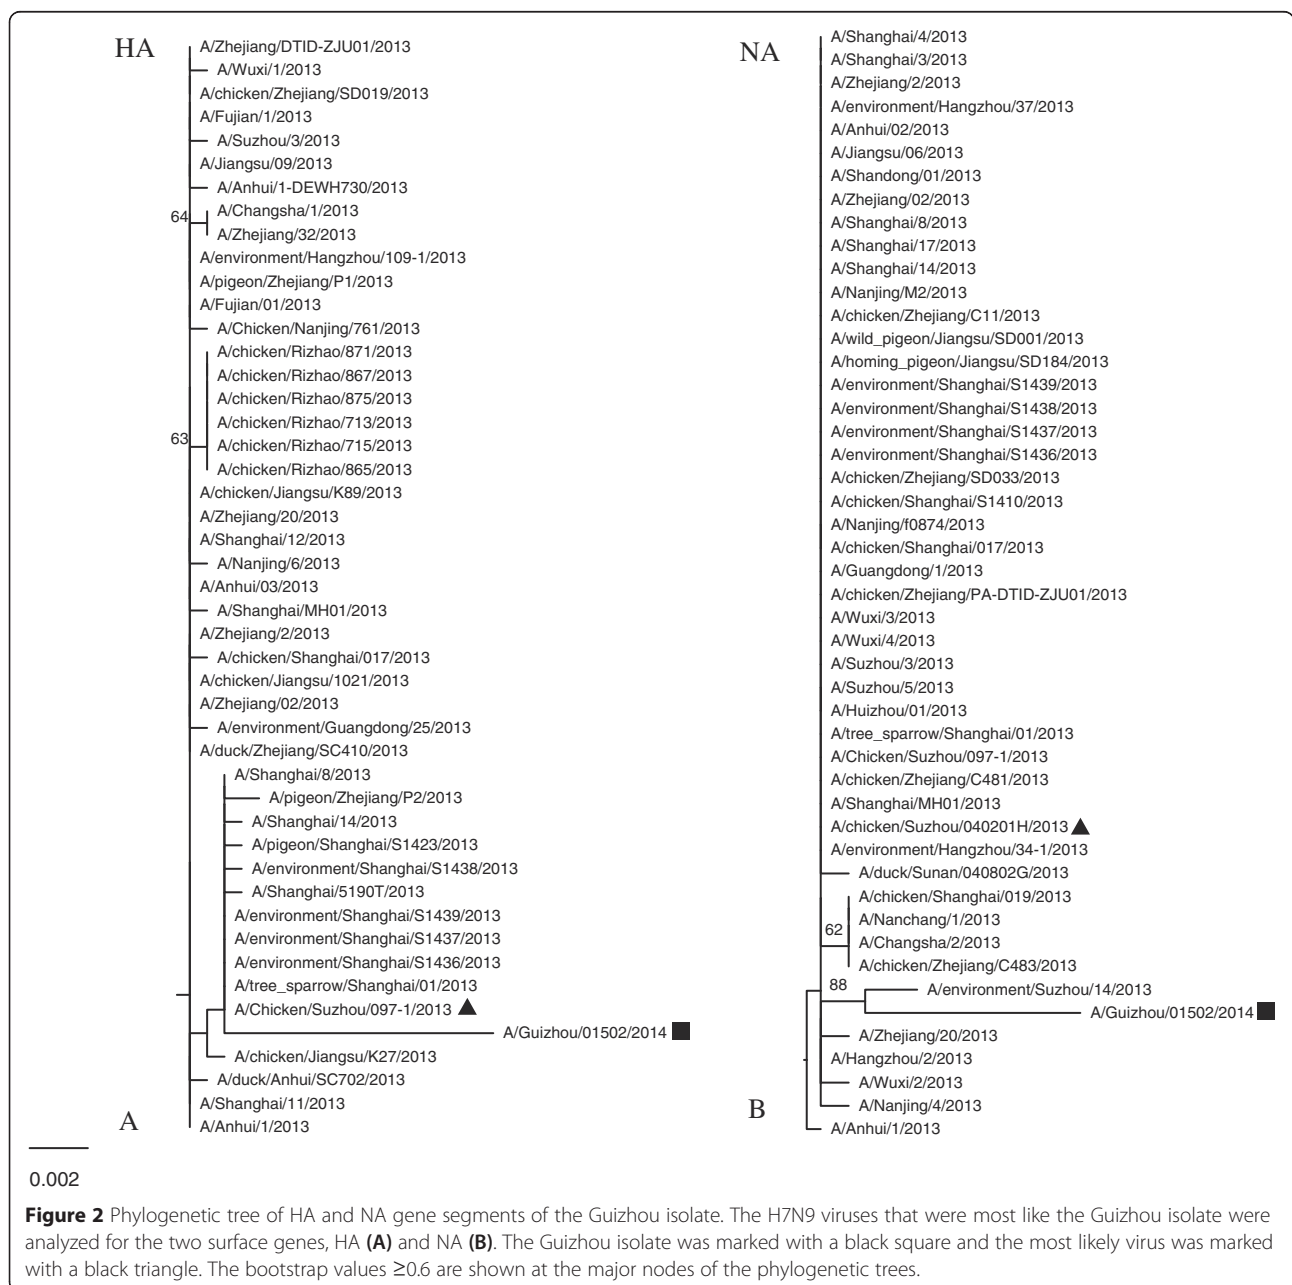 HA
A/Zhejiang/DTID-ZJU01/2013
A/Wuxi/1/2013
A/chicken/Zhejiang/SD019/2013
A/Fujian/1/2013
A/Suzhou/3/2013
A/Jiangsu/09/2013
A/Anhui/1-DEWH730/2013
64
A/Changsha/1/2013
A/Zhejiang/32/2013
A/environment/Hangzhou/109-1/2013
A/pigeon/Zhejiang/P1/2013
A/Fujian/01/2013
A/Chicken/Nanjing/761/2013
A/chicken/Rizhao/871/2013
A/chicken/Rizhao/867/2013
A/chicken/Rizhao/875/2013
A/chicken/Rizhao/713/2013
63
A/chicken/Rizhao/715/2013
A/chicken/Rizhao/865/2013
A/chicken/Jiangsu/K89/2013
A/Zhejiang/20/2013
A/Shanghai/12/2013
A/Nanjing/6/2013
A/Anhui/03/2013
A/Shanghai/MH01/2013
A/Zhejiang/2/2013
A/chicken/Shanghai/017/2013
A/chicken/Jiangsu/1021/2013
A/Zhejiang/02/2013
A/environment/Guangdong/25/2013
A/duck/Zhejiang/SC410/2013
A/Shanghai/8/2013
A/pigeon/Zhejiang/P2/2013
A/Shanghai/14/2013
A/pigeon/Shanghai/S1423/2013
A/environment/Shanghai/S1438/2013
A/Shanghai/5190T/2013
A/environment/Shanghai/S1439/2013
A/environment/Shanghai/S1437/2013
A/environment/Shanghai/S1436/2013
A/tree_sparrow/Shanghai/01/2013
A/Chicken/Suzhou/097-1/2013
A/Guizhou/01502/2014
A/chicken/Jiangsu/K27/2013
A/duck/Anhui/SC702/2013
A/Shanghai/11/2013
A/Anhui/1/2013
A
0.002
NA
A/Shanghai/4/2013
A/Shanghai/3/2013
A/Zhejiang/2/2013
A/environment/Hangzhou/37/2013
A/Anhui/02/2013
A/Jiangsu/06/2013
A/Shandong/01/2013
A/Zhejiang/02/2013
A/Shanghai/8/2013
A/Shanghai/17/2013
A/Shanghai/14/2013
A/Nanjing/M2/2013
A/chicken/Zhejiang/C11/2013
A/wild_pigeon/Jiangsu/SD001/2013
A/homing_pigeon/Jiangsu/SD184/2013
A/environment/Shanghai/S1439/2013
A/environment/Shanghai/S1438/2013
A/environment/Shanghai/S1437/2013
A/environment/Shanghai/S1436/2013
A/chicken/Zhejiang/SD033/2013
A/chicken/Shanghai/S1410/2013
A/Nanjing/f0874/2013
A/chicken/Shanghai/017/2013
A/Guangdong/1/2013
A/chicken/Zhejiang/PA-DTID-ZJU01/2013
A/Wuxi/3/2013
A/Wuxi/4/2013
A/Suzhou/3/2013
A/Suzhou/5/2013
A/Huizhou/01/2013
A/tree_sparrow/Shanghai/01/2013
A/Chicken/Suzhou/097-1/2013
A/chicken/Zhejiang/C481/2013
A/Shanghai/MH01/2013
A/chicken/Suzhou/040201H/2013
A/environment/Hangzhou/34-1/2013
A/duck/Sunan/040802G/2013
A/chicken/Shanghai/019/2013
A/Nanchang/1/2013
62
A/Changsha/2/2013
A/chicken/Zhejiang/C483/2013
88
A/environment/Suzhou/14/2013
A/Guizhou/01502/2014
A/Zhejiang/20/2013
A/Hangzhou/2/2013
A/Wuxi/2/2013
A/Nanjing/4/2013
A/Anhui/1/2013
B
Figure 2 Phylogenetic tree of HA and NA gene segments of the Guizhou isolate. The H7N9 viruses that were most like the Guizhou isolate were
analyzed for the two surface genes, HA (A) and NA (B). The Guizhou isolate was marked with a black square and the most likely virus was marked
with a black triangle. The bootstrap values ≥0.6 are shown at the major nodes of the phylogenetic trees.